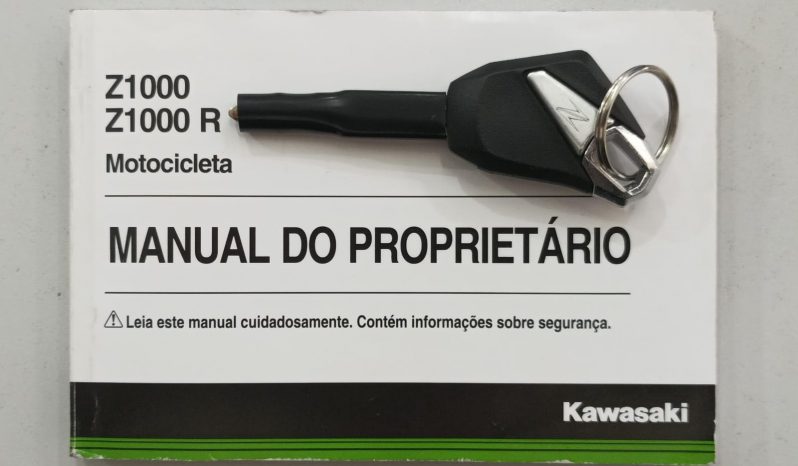 Z1000
Z1000 R
Motocicleta
MANUAL DO PROPRIETÁRIO
⚠ Leia este manual cuidadosamente. Contém informações sobre segurança.
Kawasaki